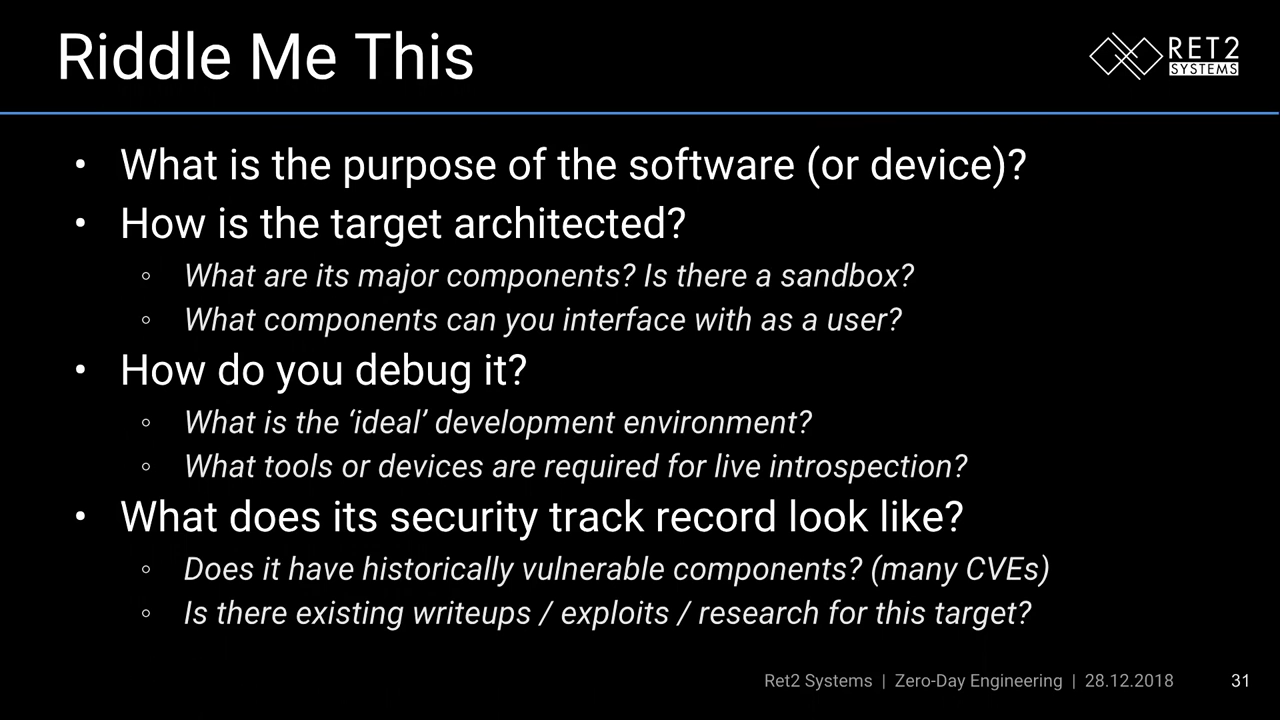 Riddle Me This
RET2
SYSTEMS
• What is the purpose of the software (or device)?
• How is the target architected?
◦ What are its major components? Is there a sandbox?
◦ What components can you interface with as a user?
• How do you debug it?
◦ What is the ‘ideal’ development environment?
◦ What tools or devices are required for live introspection?
• What does its security track record look like?
◦ Does it have historically vulnerable components? (many CVEs)
◦ Is there existing writeups / exploits / research for this target?
Ret2 Systems | Zero-Day Engineering | 28.12.2018 31